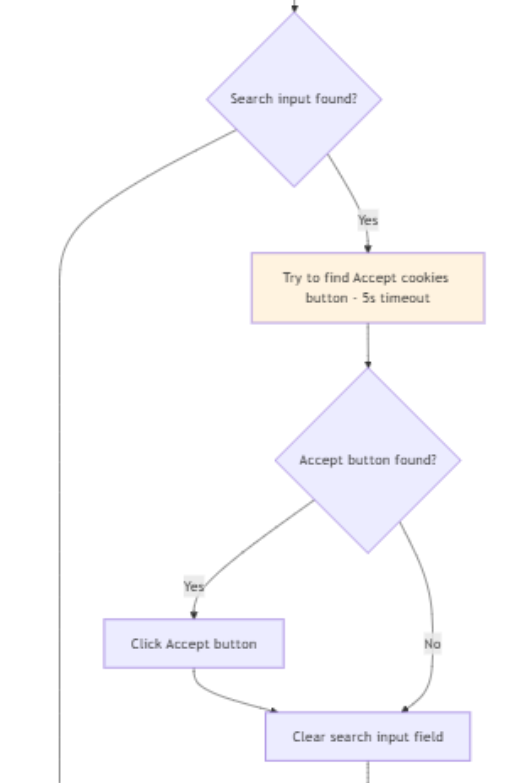 Search input found?
Yes
Try to find Accept cookies
button - 5s timeout
Accept button found?
Yes
Click Accept button
No
Clear search input field